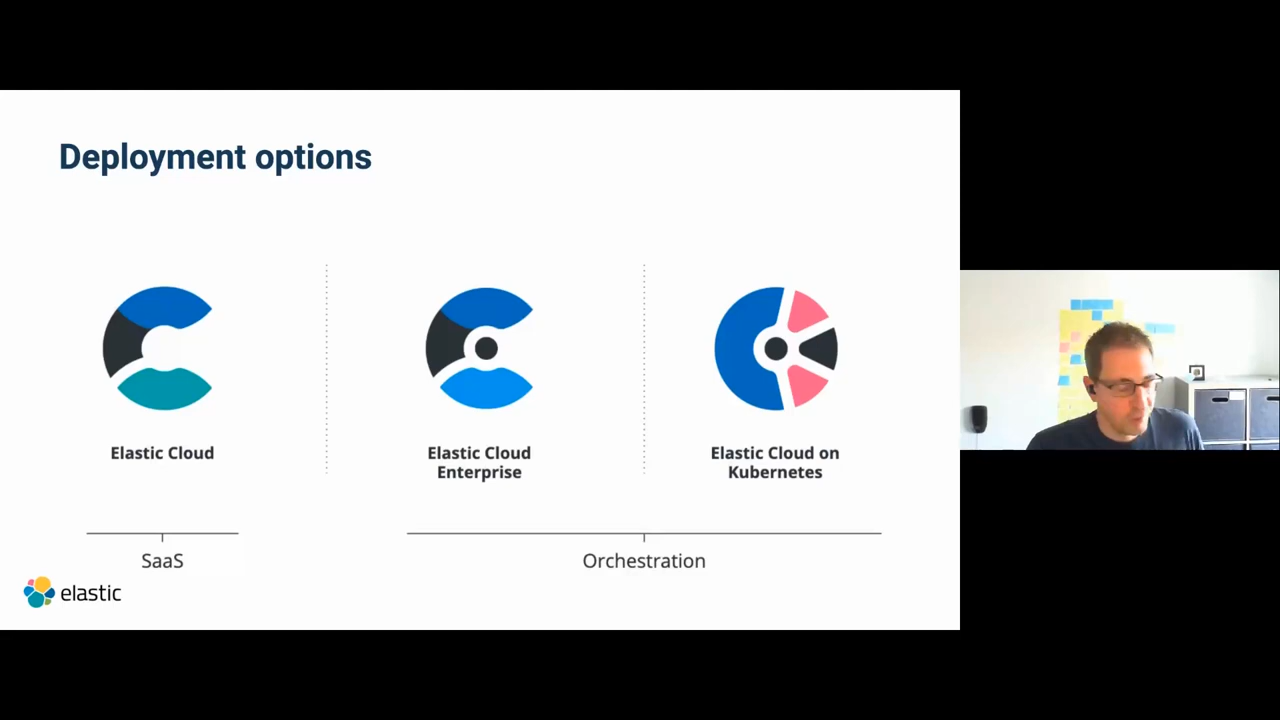 Deployment options
Elastic Cloud
Elastic Cloud
Enterprise
Elastic Cloud on
Kubernetes
SaaS
Orchestration
elastic